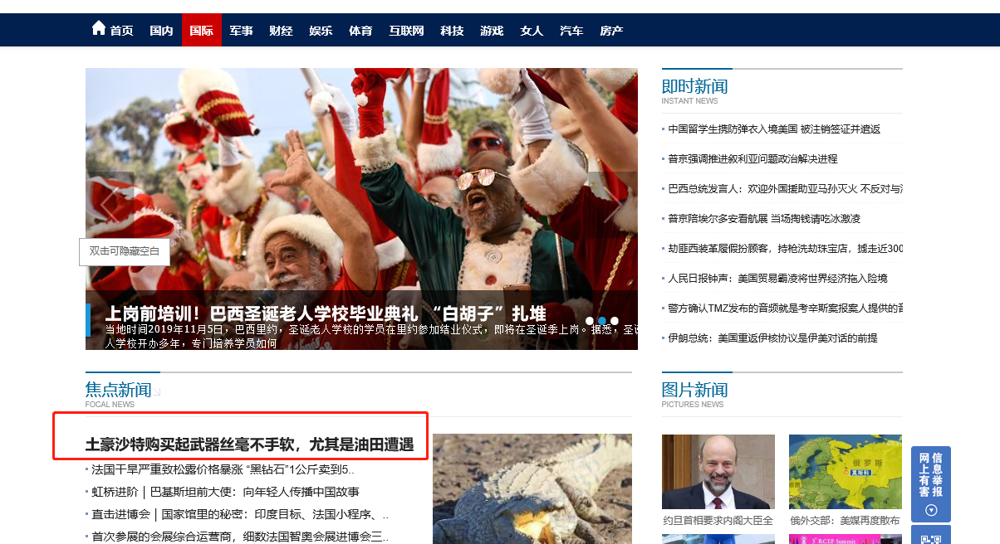 首页 国内 国际 军事 财经 娱乐 体育 互联网 科技 游戏 女人 汽车 房产
双击可隐藏空白
上岗前培训！巴西圣诞老人学校毕业典礼 “白胡子”扎堆
当地时间2019年11月5日，巴西里约，圣诞老人学校的学员在里约参加结业仪式，即将在圣诞季上岗。据悉，圣诞
人学校开办多年，专门培养学员如何
即时新闻
INSTANT NEWS
中国留学生携防弹衣入境美国 被注销签证并遣返
普京强调推进叙利亚问题政治解决进程
巴西总统发言人：欢迎外国援助亚马孙灭火 不反对与法
普京陪埃尔多安看航展 当场掏钱请吃冰激凌
劫匪西装革履假扮顾客，持枪洗劫珠宝店，掳走近300
人民日报钟声：美国贸易霸凌将世界经济拖入险境
警方确认TMZ发布的音频就是考辛斯案报案人提供的音
伊朗总统：美国重返伊核协议是伊美对话的前提
焦点新闻
FOCAL NEWS
土豪沙特购买起武器丝毫不手软，尤其是油田遭遇
法国干旱严重致松露价格暴涨 “黑钻石”1公斤卖到5..
虹桥进阶 | 巴基斯坦前大使：向年轻人传播中国故事
直击进博会 | 国家馆里的秘密：印度目标、法国小程序、..
首次参展的会展综合运营商，细数法国智奥会展进博会三..
图片新闻
PICTURES NEWS
俄罗斯
莫斯科
约旦首相要求内阁大臣全
俄外交部：美媒再度散布
RCEP Summit
网上有害
信息举报